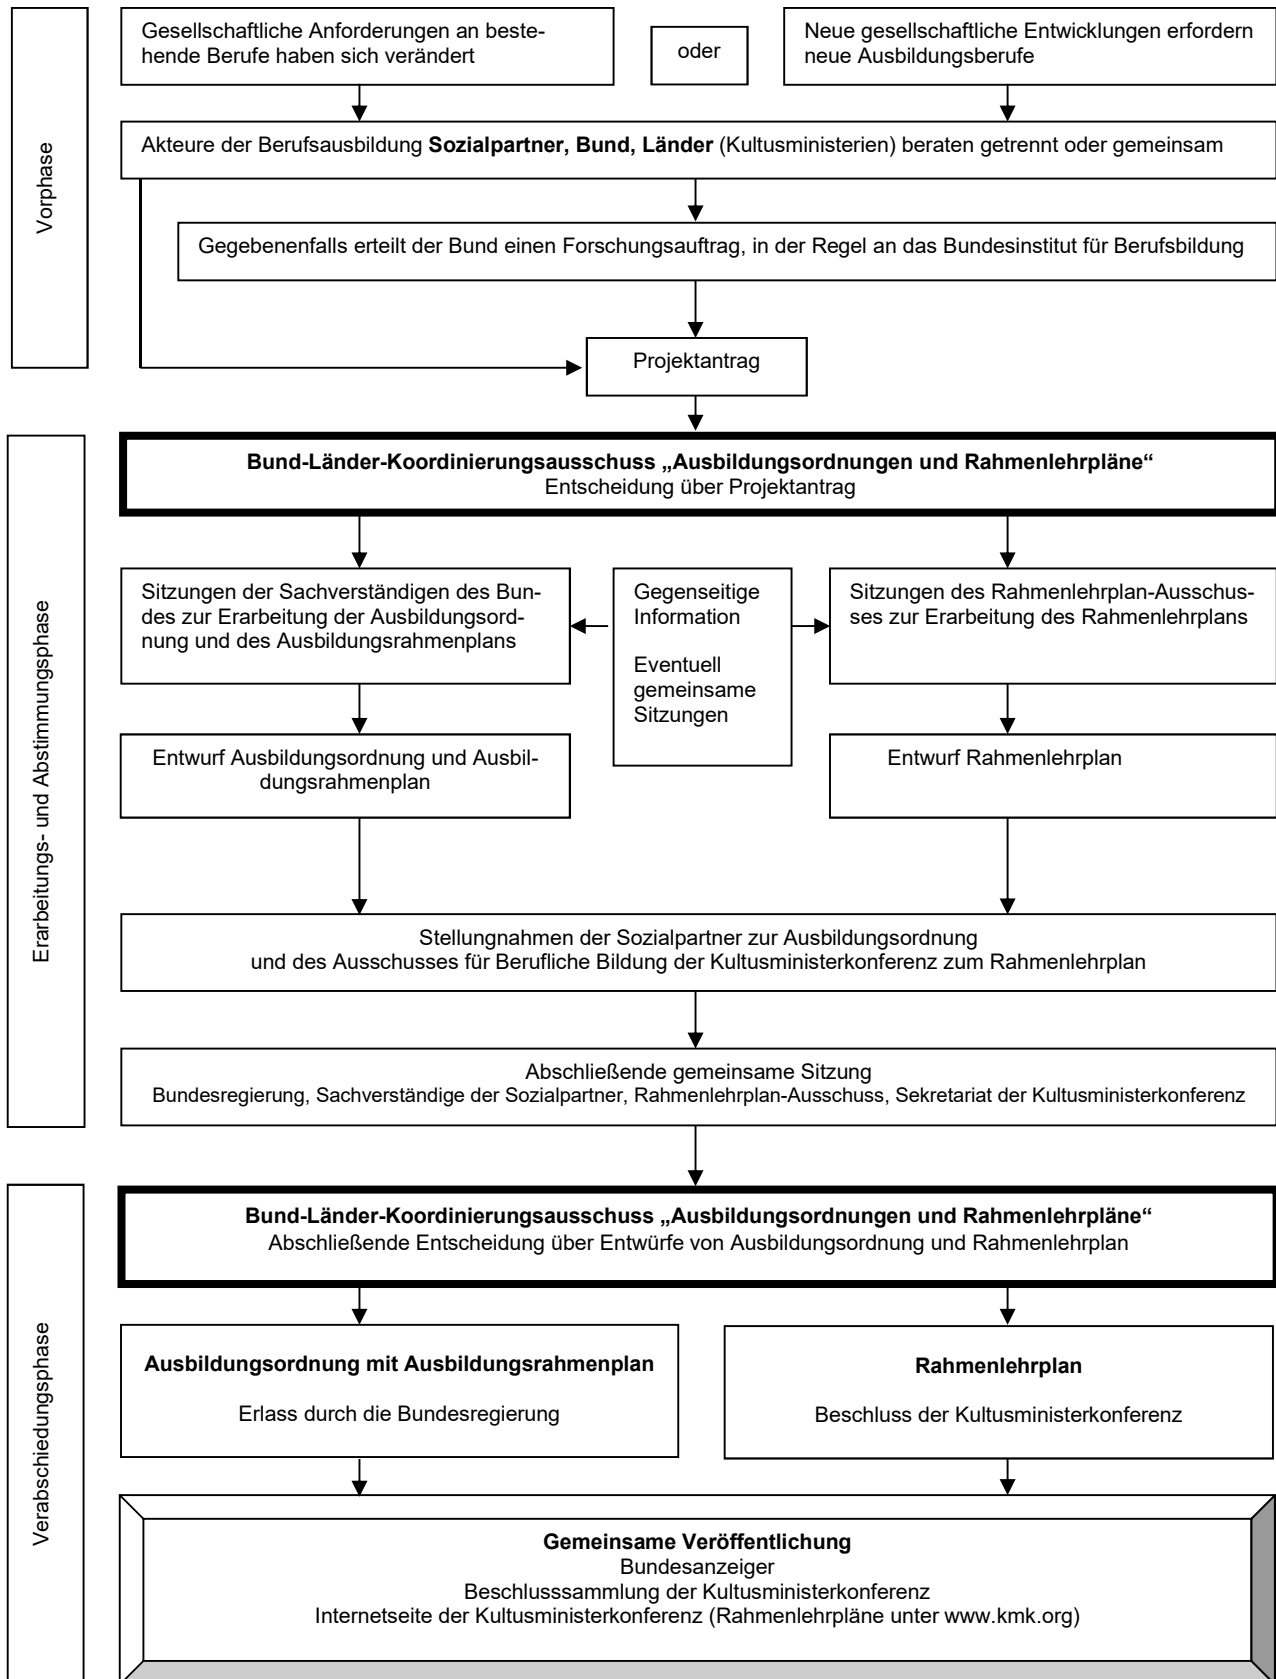 Vorphase
Gesellschaftliche Anforderungen an beste-
hende Berufe haben sich verändert
oder
Neue gesellschaftliche Entwicklungen erfordern
neue Ausbildungsberufe
Akteure der Berufsausbildung Sozialpartner, Bund, Länder (Kultusministerien) beraten getrennt oder gemeinsam
Gegebenenfalls erteilt der Bund einen Forschungsauftrag, in der Regel an das Bundesinstitut für Berufsbildung
Projektantrag
Erarbeitungs- und Abstimmungsphase
Bund-Länder-Koordinierungsausschuss „Ausbildungsordnungen und Rahmenlehrpläne“
Entscheidung über Projektantrag
Sitzungen der Sachverständigen des Bun-
des zur Erarbeitung der Ausbildungsord-
nung und des Ausbildungsrahmenplans
Gegenseitige
Information
Eventuell
gemeinsame
Sitzungen
Sitzungen des Rahmenlehrplan-Ausschus-
ses zur Erarbeitung des Rahmenlehrplans
Entwurf Ausbildungsordnung und Ausbil-
dungsrahmenplan
Entwurf Rahmenlehrplan
Stellungnahmen der Sozialpartner zur Ausbildungsordnung
und des Ausschusses für Berufliche Bildung der Kultusministerkonferenz zum Rahmenlehrplan
Abschließende gemeinsame Sitzung
Bundesregierung, Sachverständige der Sozialpartner, Rahmenlehrplan-Ausschuss, Sekretariat der Kultusministerkonferenz
Verabschiedungsphase
Bund-Länder-Koordinierungsausschuss „Ausbildungsordnungen und Rahmenlehrpläne“
Abschließende Entscheidung über Entwürfe von Ausbildungsordnung und Rahmenlehrplan
Ausbildungsordnung mit Ausbildungsrahmenplan
Erlass durch die Bundesregierung
Rahmenlehrplan
Beschluss der Kultusministerkonferenz
Gemeinsame Veröffentlichung
Bundesanzeiger
Beschlusssammlung der Kultusministerkonferenz
Internetseite der Kultusministerkonferenz (Rahmenlehrpläne unter www.kmk.org)